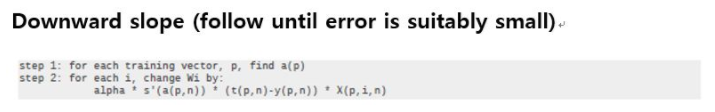 Downward slope (follow until error is suitably small)
step 1: for each training vector, p, find a(p)
step 2: for each i, change Wi by:
alpha * s'(a(p,n)) * (t(p,n)-y(p,n)) * X(p,i,n)